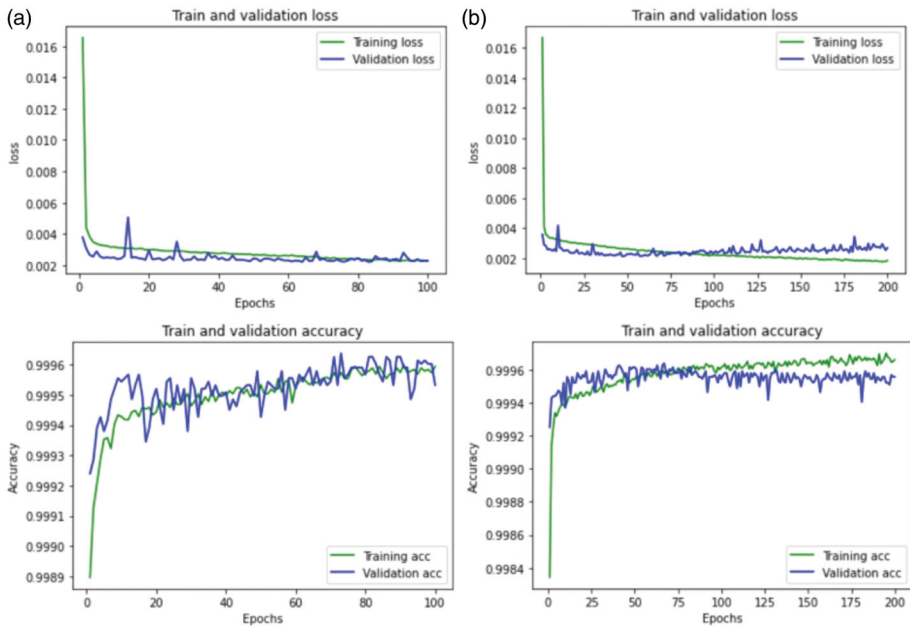 (a)
Train and validation loss
Training loss
Validation loss
0.016
0.014
0.012
0.010
0.008
0.006
0.004
0.002
loss
0 20 40 60 80 100
Epochs
(b)
Train and validation loss
Training loss
Validation loss
0.016
0.014
0.012
0.010
0.008
0.006
0.004
0.002
loss
0 25 50 75 100 125 150 175 200
Epochs
Train and validation accuracy
0.9996
0.9995
0.9994
0.9993
0.9992
0.9991
0.9990
0.9989
Accuracy
Training acc
Validation acc
0 20 40 60 80 100
Epochs
Train and validation accuracy
0.9996
0.9994
0.9992
0.9990
0.9988
0.9986
0.9984
Accuracy
Training acc
Validation acc
0 25 50 75 100 125 150 175 200
Epochs